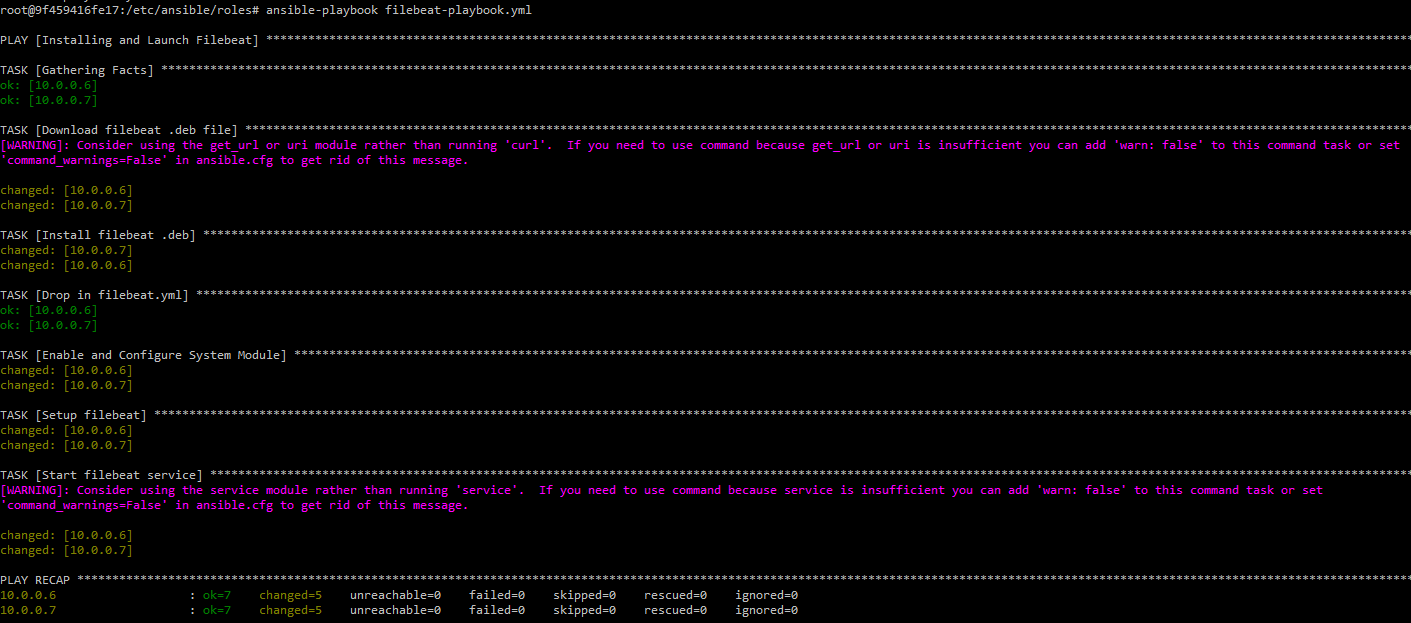 root@9f459416fe17:/etc/ansible/roles# ansible-playbook filebeat-playbook.yml
PLAY [Installing and Launch Filebeat] ****************************************************************************************************************************************************************
TASK [Gathering Facts] *******************************************************************************************************************************************************************************
ok: [10.0.0.6]
ok: [10.0.0.7]
TASK [Download filebeat .deb file] *******************************************************************************************************************************************************************
[WARNING]: Consider using the get_url or uri module rather than running 'curl'.  If you need to use command because get_url or uri is insufficient you can add 'warn: false' to this command task or set
'command_warnings=False' in ansible.cfg to get rid of this message.
changed: [10.0.0.6]
changed: [10.0.0.7]
TASK [Install filebeat .deb] *************************************************************************************************************************************************************************
changed: [10.0.0.7]
changed: [10.0.0.6]
TASK [Drop in filebeat.yml] **************************************************************************************************************************************************************************
ok: [10.0.0.6]
ok: [10.0.0.7]
TASK [Enable and Configure System Module] ************************************************************************************************************************************************************
changed: [10.0.0.6]
changed: [10.0.0.7]
TASK [Setup filebeat] ********************************************************************************************************************************************************************************
changed: [10.0.0.6]
changed: [10.0.0.7]
TASK [Start filebeat service] ************************************************************************************************************************************************************************
[WARNING]: Consider using the service module rather than running 'service'.  If you need to use command because service is insufficient you can add 'warn: false' to this command task or set
'command_warnings=False' in ansible.cfg to get rid of this message.
changed: [10.0.0.6]
changed: [10.0.0.7]
PLAY RECAP *******************************************************************************************************************************************************************************************
10.0.0.6                   : ok=7    changed=5    unreachable=0    failed=0    skipped=0    rescued=0    ignored=0
10.0.0.7                   : ok=7    changed=5    unreachable=0    failed=0    skipped=0    rescued=0    ignored=0